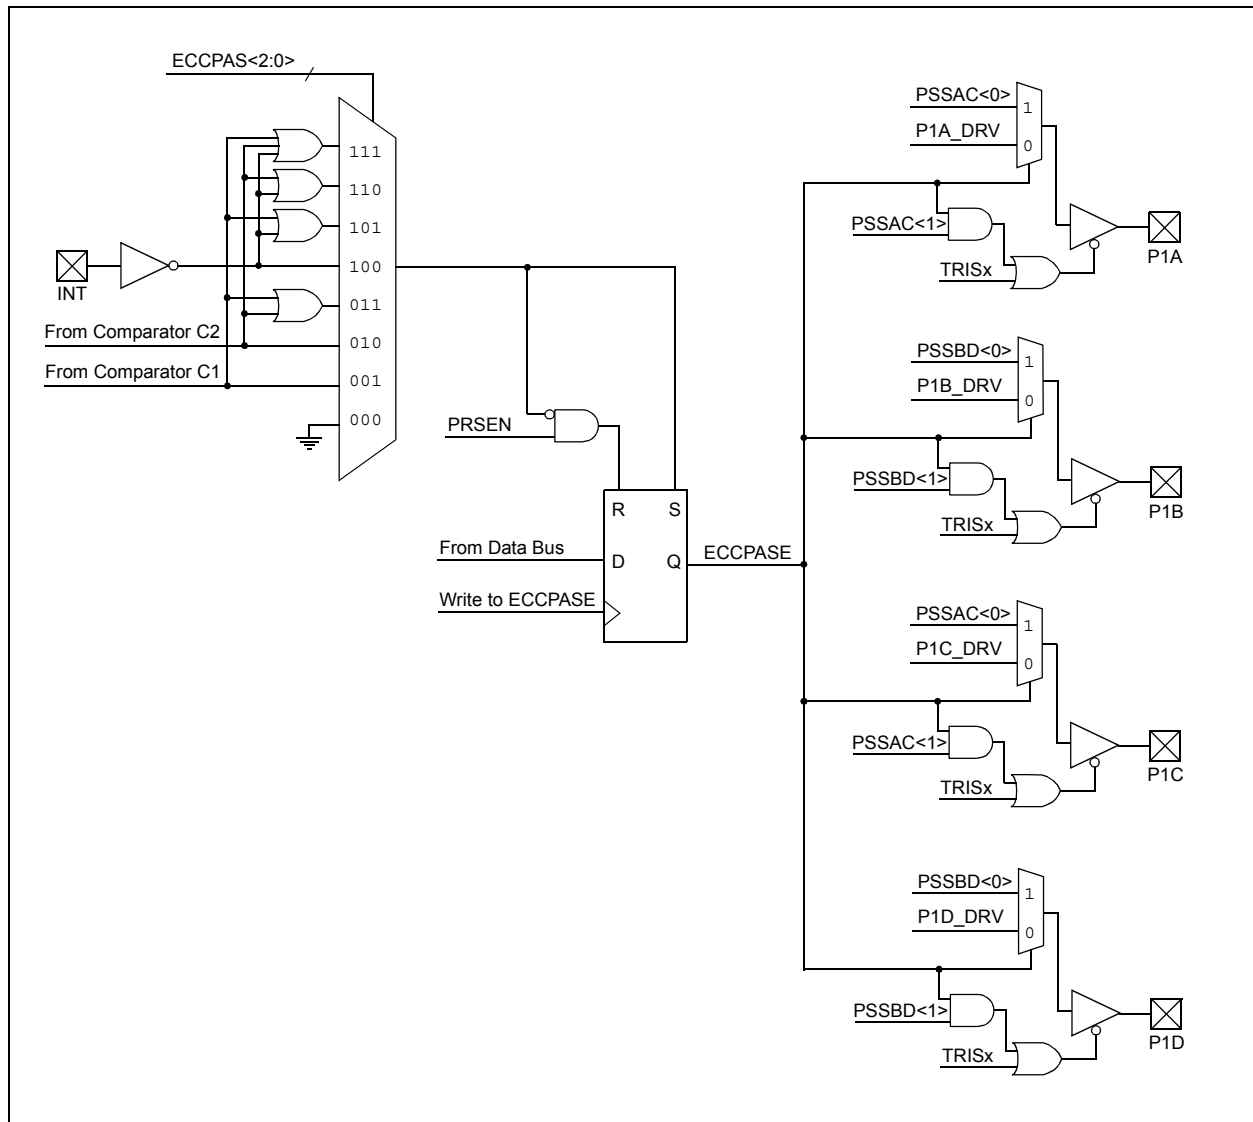 ECCPAS<2:0>
111
110
101
100
011
010
001
000
INT
From Comparator C2
From Comparator C1
PRSEN
R S
From Data Bus
D Q
ECCPASE
Write to ECCPASE
PSSAC<0>
1
P1A_DRV
0
PSSAC<1>
TRISx
P1A
PSSBD<0>
1
P1B_DRV
0
PSSBD<1>
TRISx
P1B
PSSAC<0>
1
P1C_DRV
0
PSSAC<1>
TRISx
P1C
PSSBD<0>
1
P1D_DRV
0
PSSBD<1>
TRISx
P1D